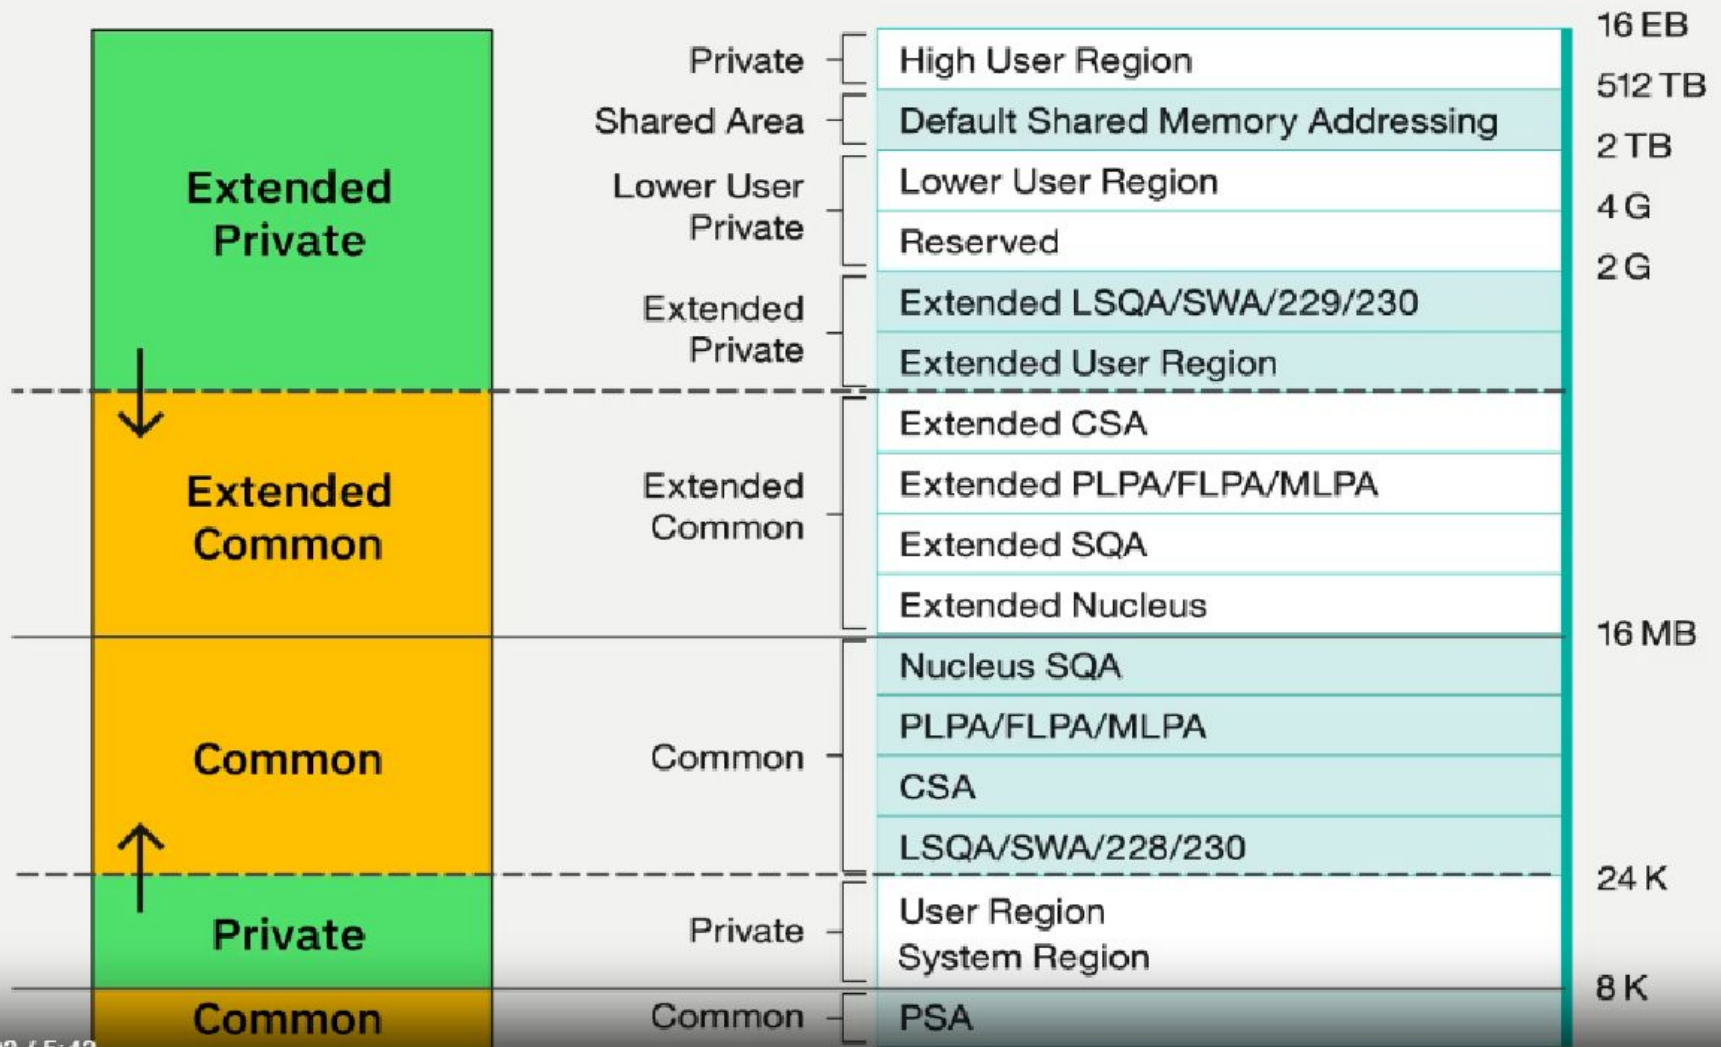 16 EB
Private
High User Region
512 TB
Shared Area
Default Shared Memory Addressing
2 TB
Extended
Private
Lower User
Private
Lower User Region
4 G
Reserved
2 G
Extended
Private
Extended LSQA/SWA/229/230
Extended User Region
Extended
Common
Extended
Common
Extended CSA
Extended PLPA/FLPA/MLPA
Extended SQA
Extended Nucleus
16 MB
Common
Common
Nucleus SQA
PLPA/FLPA/MLPA
CSA
LSQA/SWA/228/230
24 K
Private
Private
User Region
System Region
8 K
Common
Common
PSA